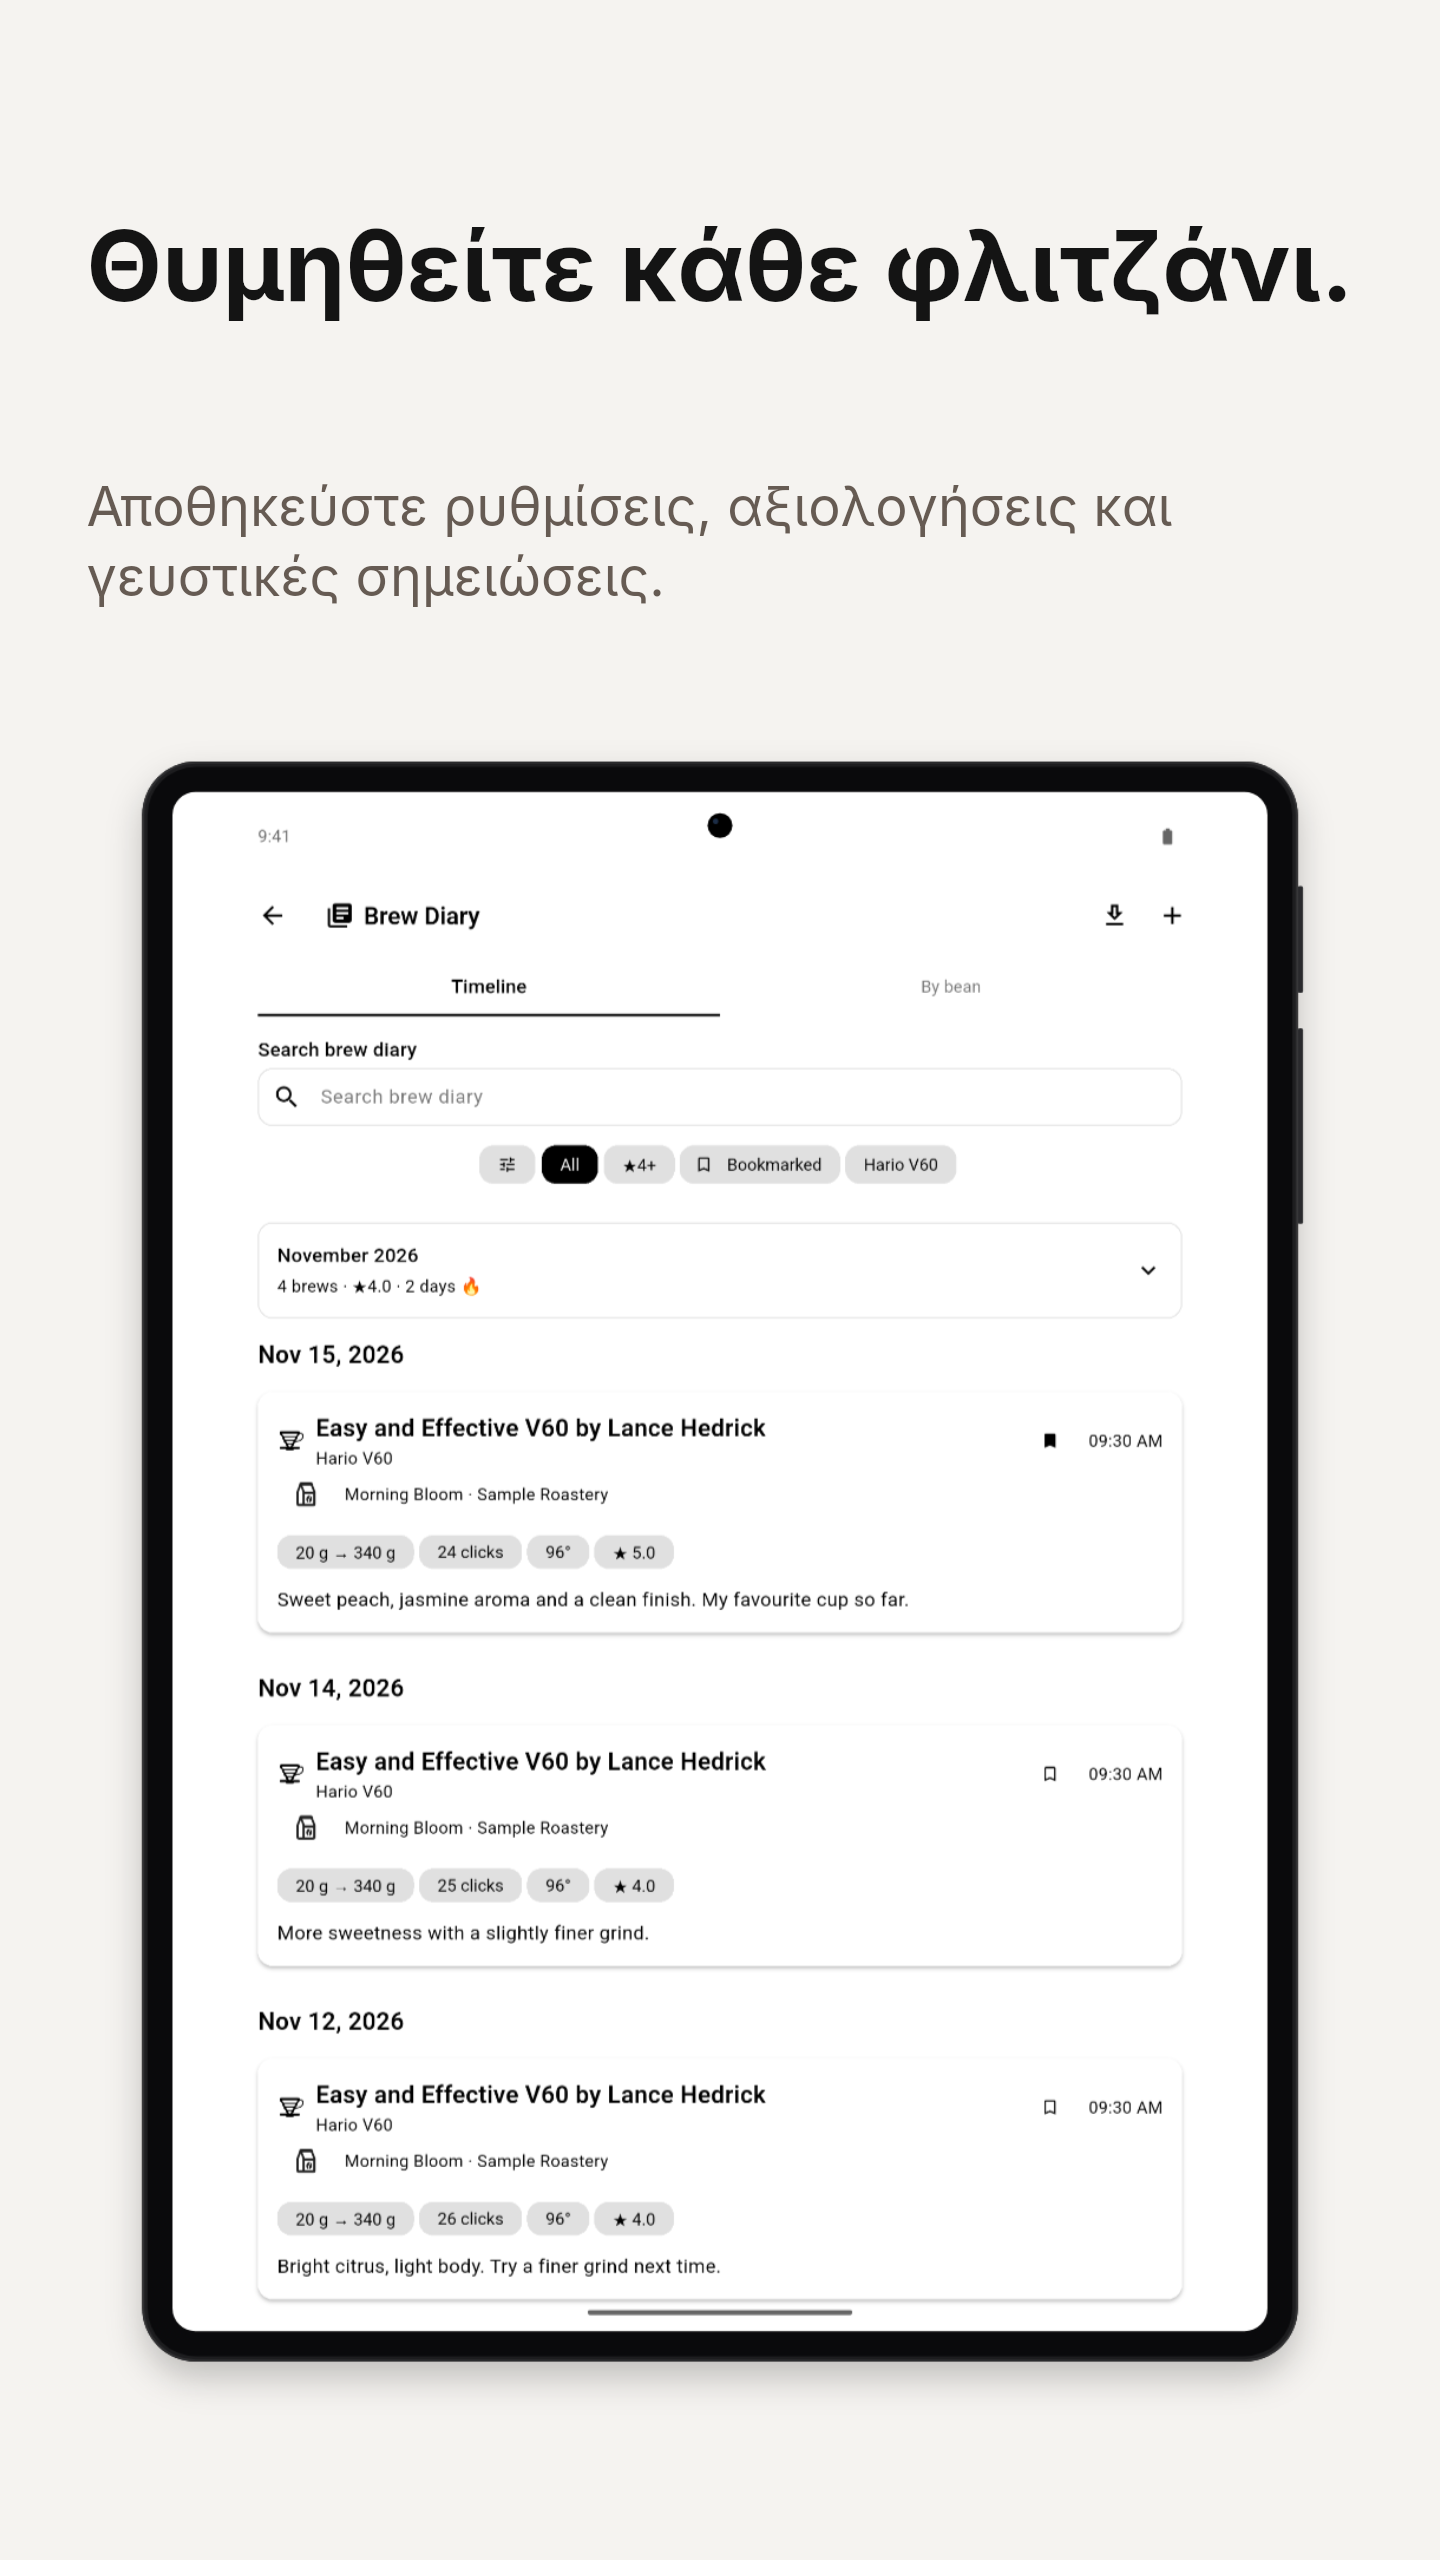 Θυμηθείτε κάθε φλιτζάνι.
Αποθηκεύστε ρυθμίσεις, αξιολογήσεις και
γευστικές σημειώσεις.
9:41
Brew Diary
Timeline
By bean
Search brew diary
Search brew diary
All
★4+
Bookmarked
Hario V60
November 2026
4 brews · ★4.0 · 2 days 🔥
Nov 15, 2026
Easy and Effective V60 by Lance Hedrick
09:30 AM
Hario V60
Morning Bloom · Sample Roastery
20 g → 340 g
24 clicks
96°
★ 5.0
Sweet peach, jasmine aroma and a clean finish. My favourite cup so far.
Nov 14, 2026
Easy and Effective V60 by Lance Hedrick
09:30 AM
Hario V60
Morning Bloom · Sample Roastery
20 g → 340 g
25 clicks
96°
★ 4.0
More sweetness with a slightly finer grind.
Nov 12, 2026
Easy and Effective V60 by Lance Hedrick
09:30 AM
Hario V60
Morning Bloom · Sample Roastery
20 g → 340 g
26 clicks
96°
★ 4.0
Bright citrus, light body. Try a finer grind next time.